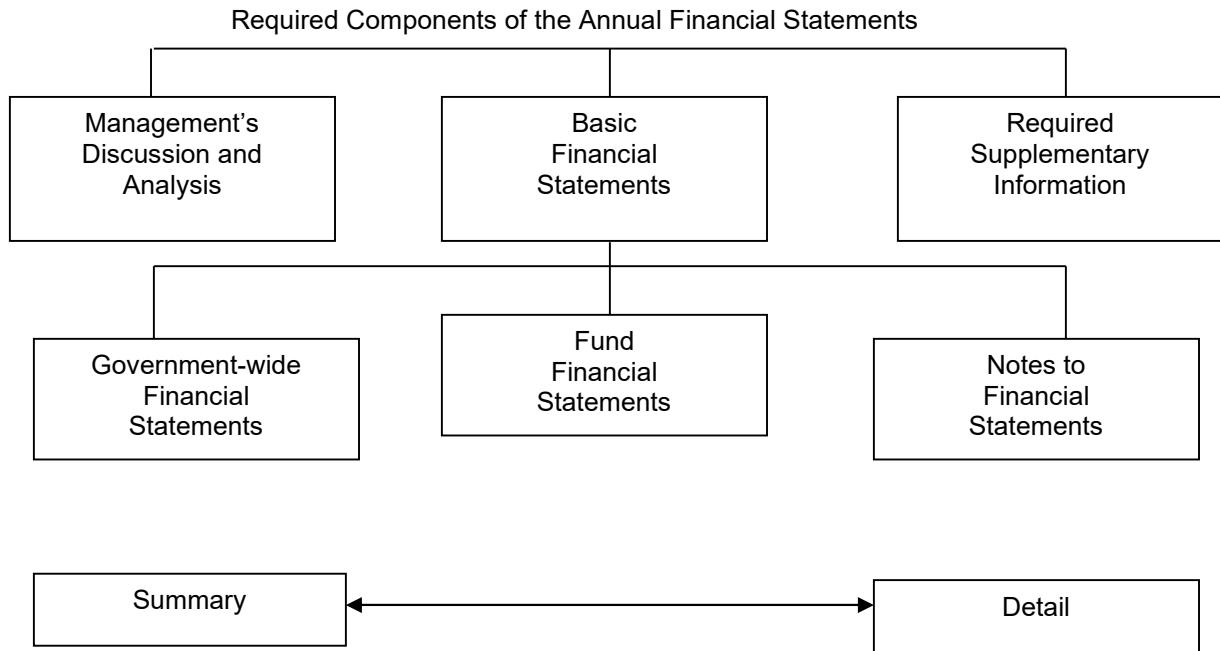 Required Components of the Annual Financial Statements
Management’s
Discussion and
Analysis
Basic
Financial
Statements
Required
Supplementary
Information
Government-wide
Financial
Statements
Fund
Financial
Statements
Notes to
Financial
Statements
Summary
Detail